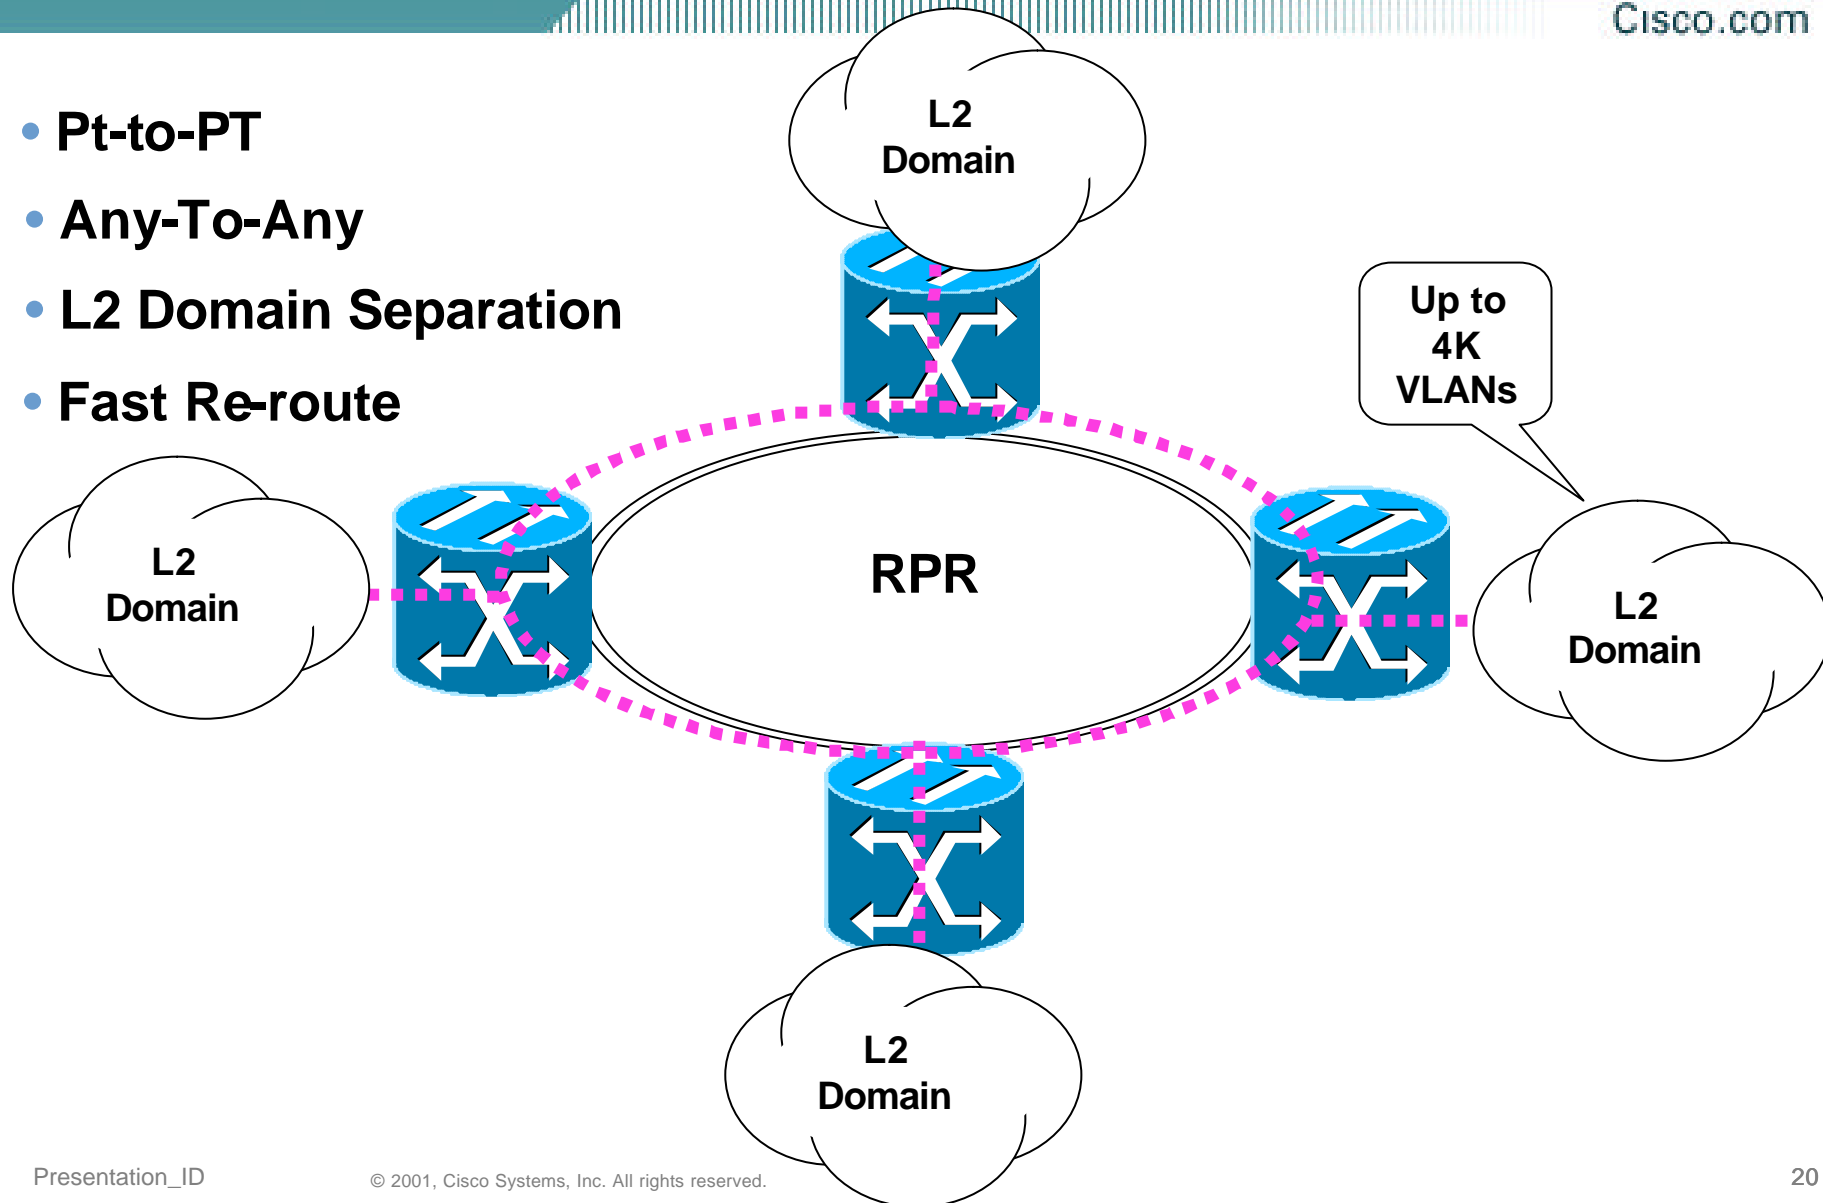 Cisco.com
• Pt-to-PT
• Any-To-Any
• L2 Domain Separation
• Fast Re-route
L2
Domain
Up to
4K
VLANs
L2
Domain
RPR
L2
Domain
L2
Domain
Presentation_ID
© 2001, Cisco Systems, Inc. All rights reserved.
20